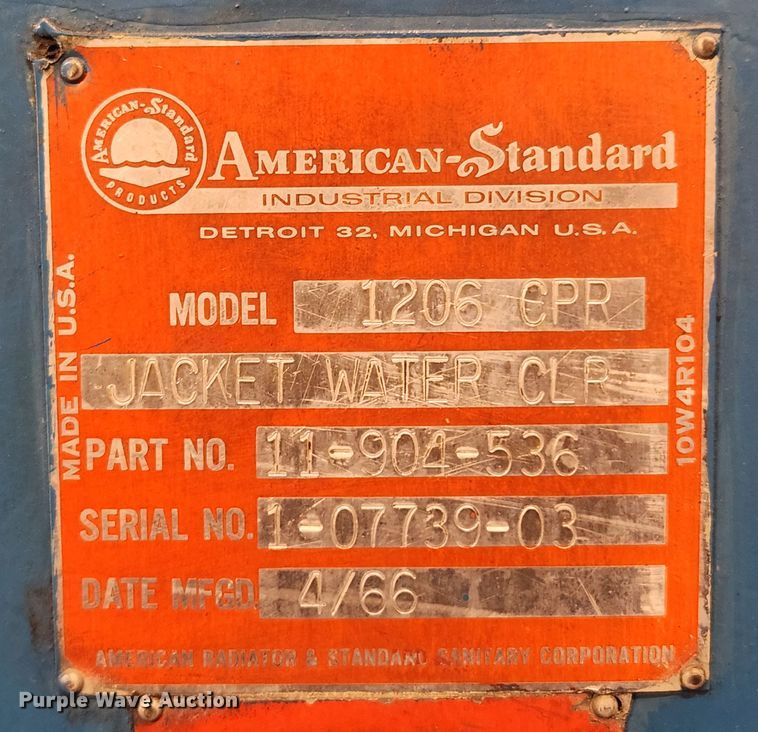 AMERICAN-Standard
PRODUCTS
AMERICAN-Standard
INDUSTRIAL DIVISION
DETROIT 32, MICHIGAN U.S.A.
MODEL 1206 CPR
JACKET WATER CLR
PART NO. 11-904-536
SERIAL NO. 1-07739-03
DATE MFGD. 4/66
AMERICAN RADIATOR & STANDARD SANITARY CORPORATION
MADE IN U.S.A.
10W4R104
Purple Wave Auction